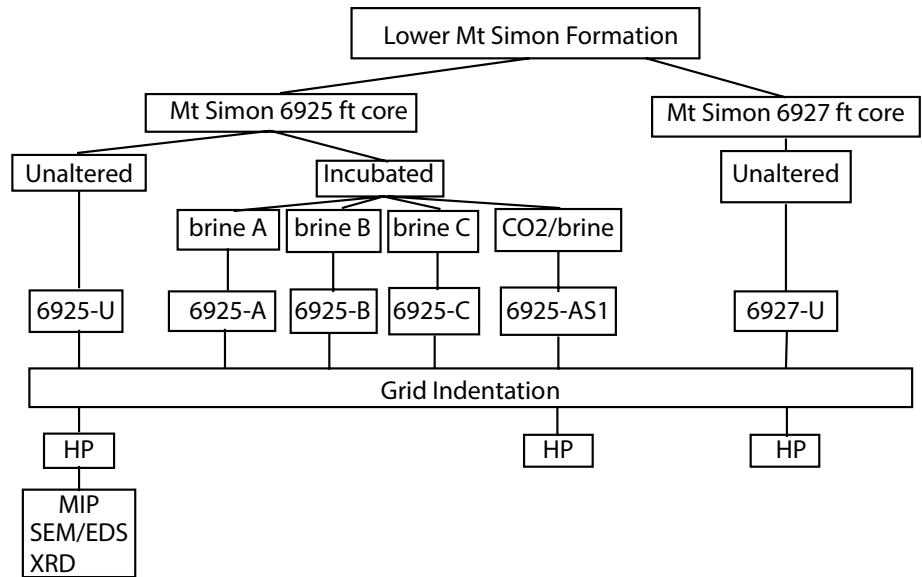 Lower Mt Simon Formation
Mt Simon 6925 ft core
Mt Simon 6927 ft core
Unaltered
Incubated
Unaltered
brine A
brine B
brine C
CO2/brine
6925-U
6925-A
6925-B
6925-C
6925-AS1
6927-U
Grid Indentation
HP
HP
HP
MIP
SEM/EDS
XRD